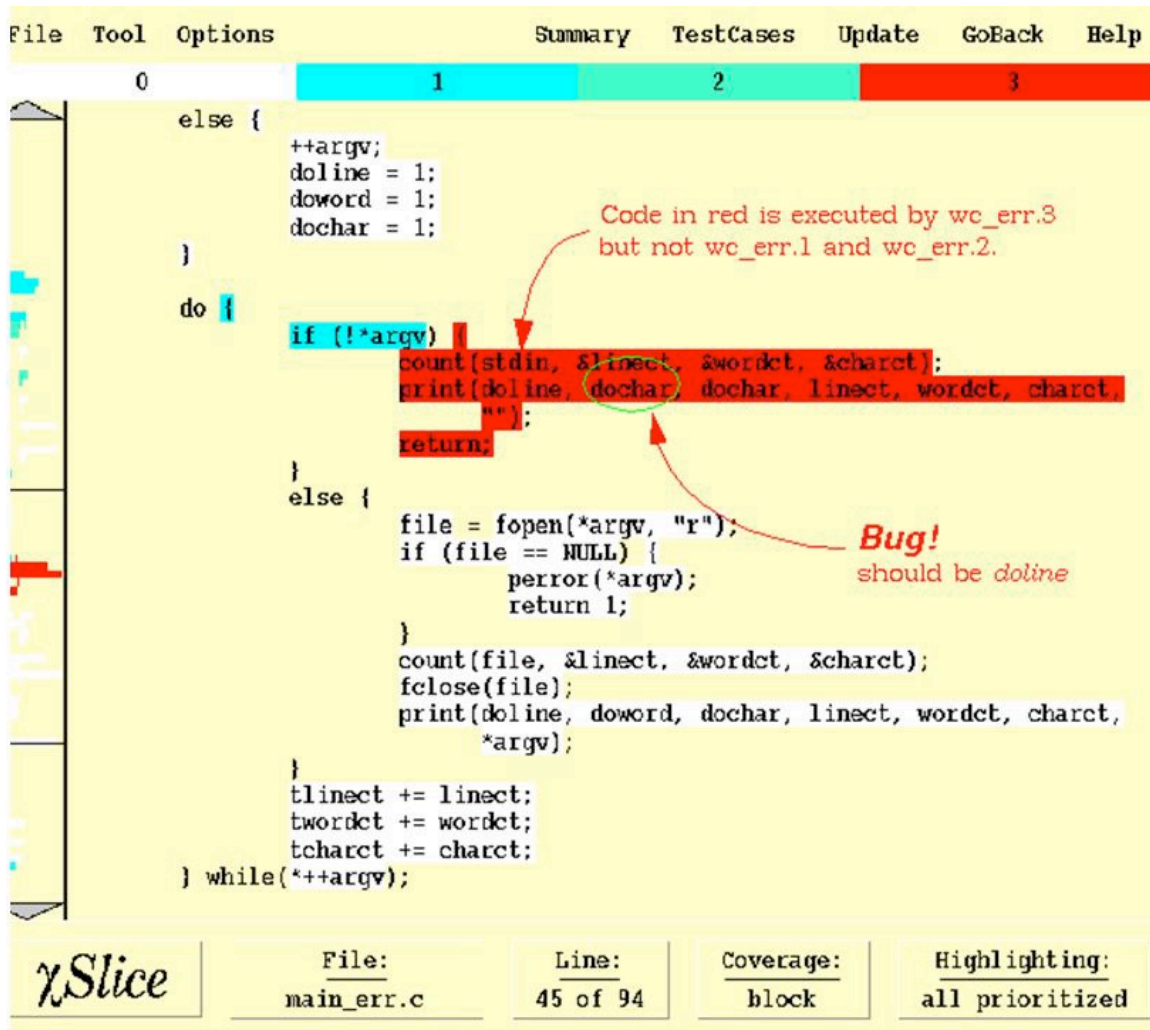 File Tool Options Summary TestCases Update GoBack Help
0 1 2 3
else {
++argv;
doline = 1;
doword = 1;
dochar = 1;
}
do {
if (!*argv) {
count(stdin, &linect, &wordct, &charct);
print(doline, dochar, dochar, linect, wordct, charct,
"");
return;
}
else {
file = fopen(*argv, "r");
if (file == NULL) {
perror(*argv);
return 1;
}
count(file, &linect, &wordct, &charct);
fclose(file);
print(doline, doword, dochar, linect, wordct, charct,
*argv);
}
tlinect += linect;
twordct += wordct;
tcharct += charct;
} while(*++argv);
Code in red is executed by wc_err.3
but not wc_err.1 and wc_err.2.
Bug!
should be doline
χSlice
File:
main_err.c
Line:
45 of 94
Coverage:
block
Highlighting:
all prioritized